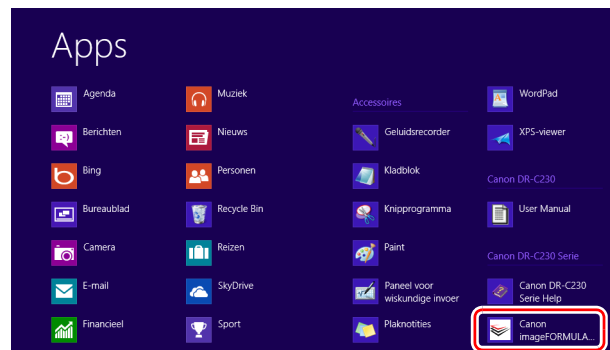 Apps
Agenda
Berichten
Bing
Bureaublad
Camera
E-mail
Financieel
Muziek
Nieuws
Personen
Recycle Bin
Reizen
SkyDrive
Sport
Accessoires
Geluidsrecorder
Kladblok
Knipprogramma
Paint
Paneel voor
wiskundige invoer
Plaknotities
WordPad
XPS-viewer
Canon DR-C230
User Manual
Canon DR-C230 Serie
Canon DR-C230
Serie Help
Canon
imageFORMULA...